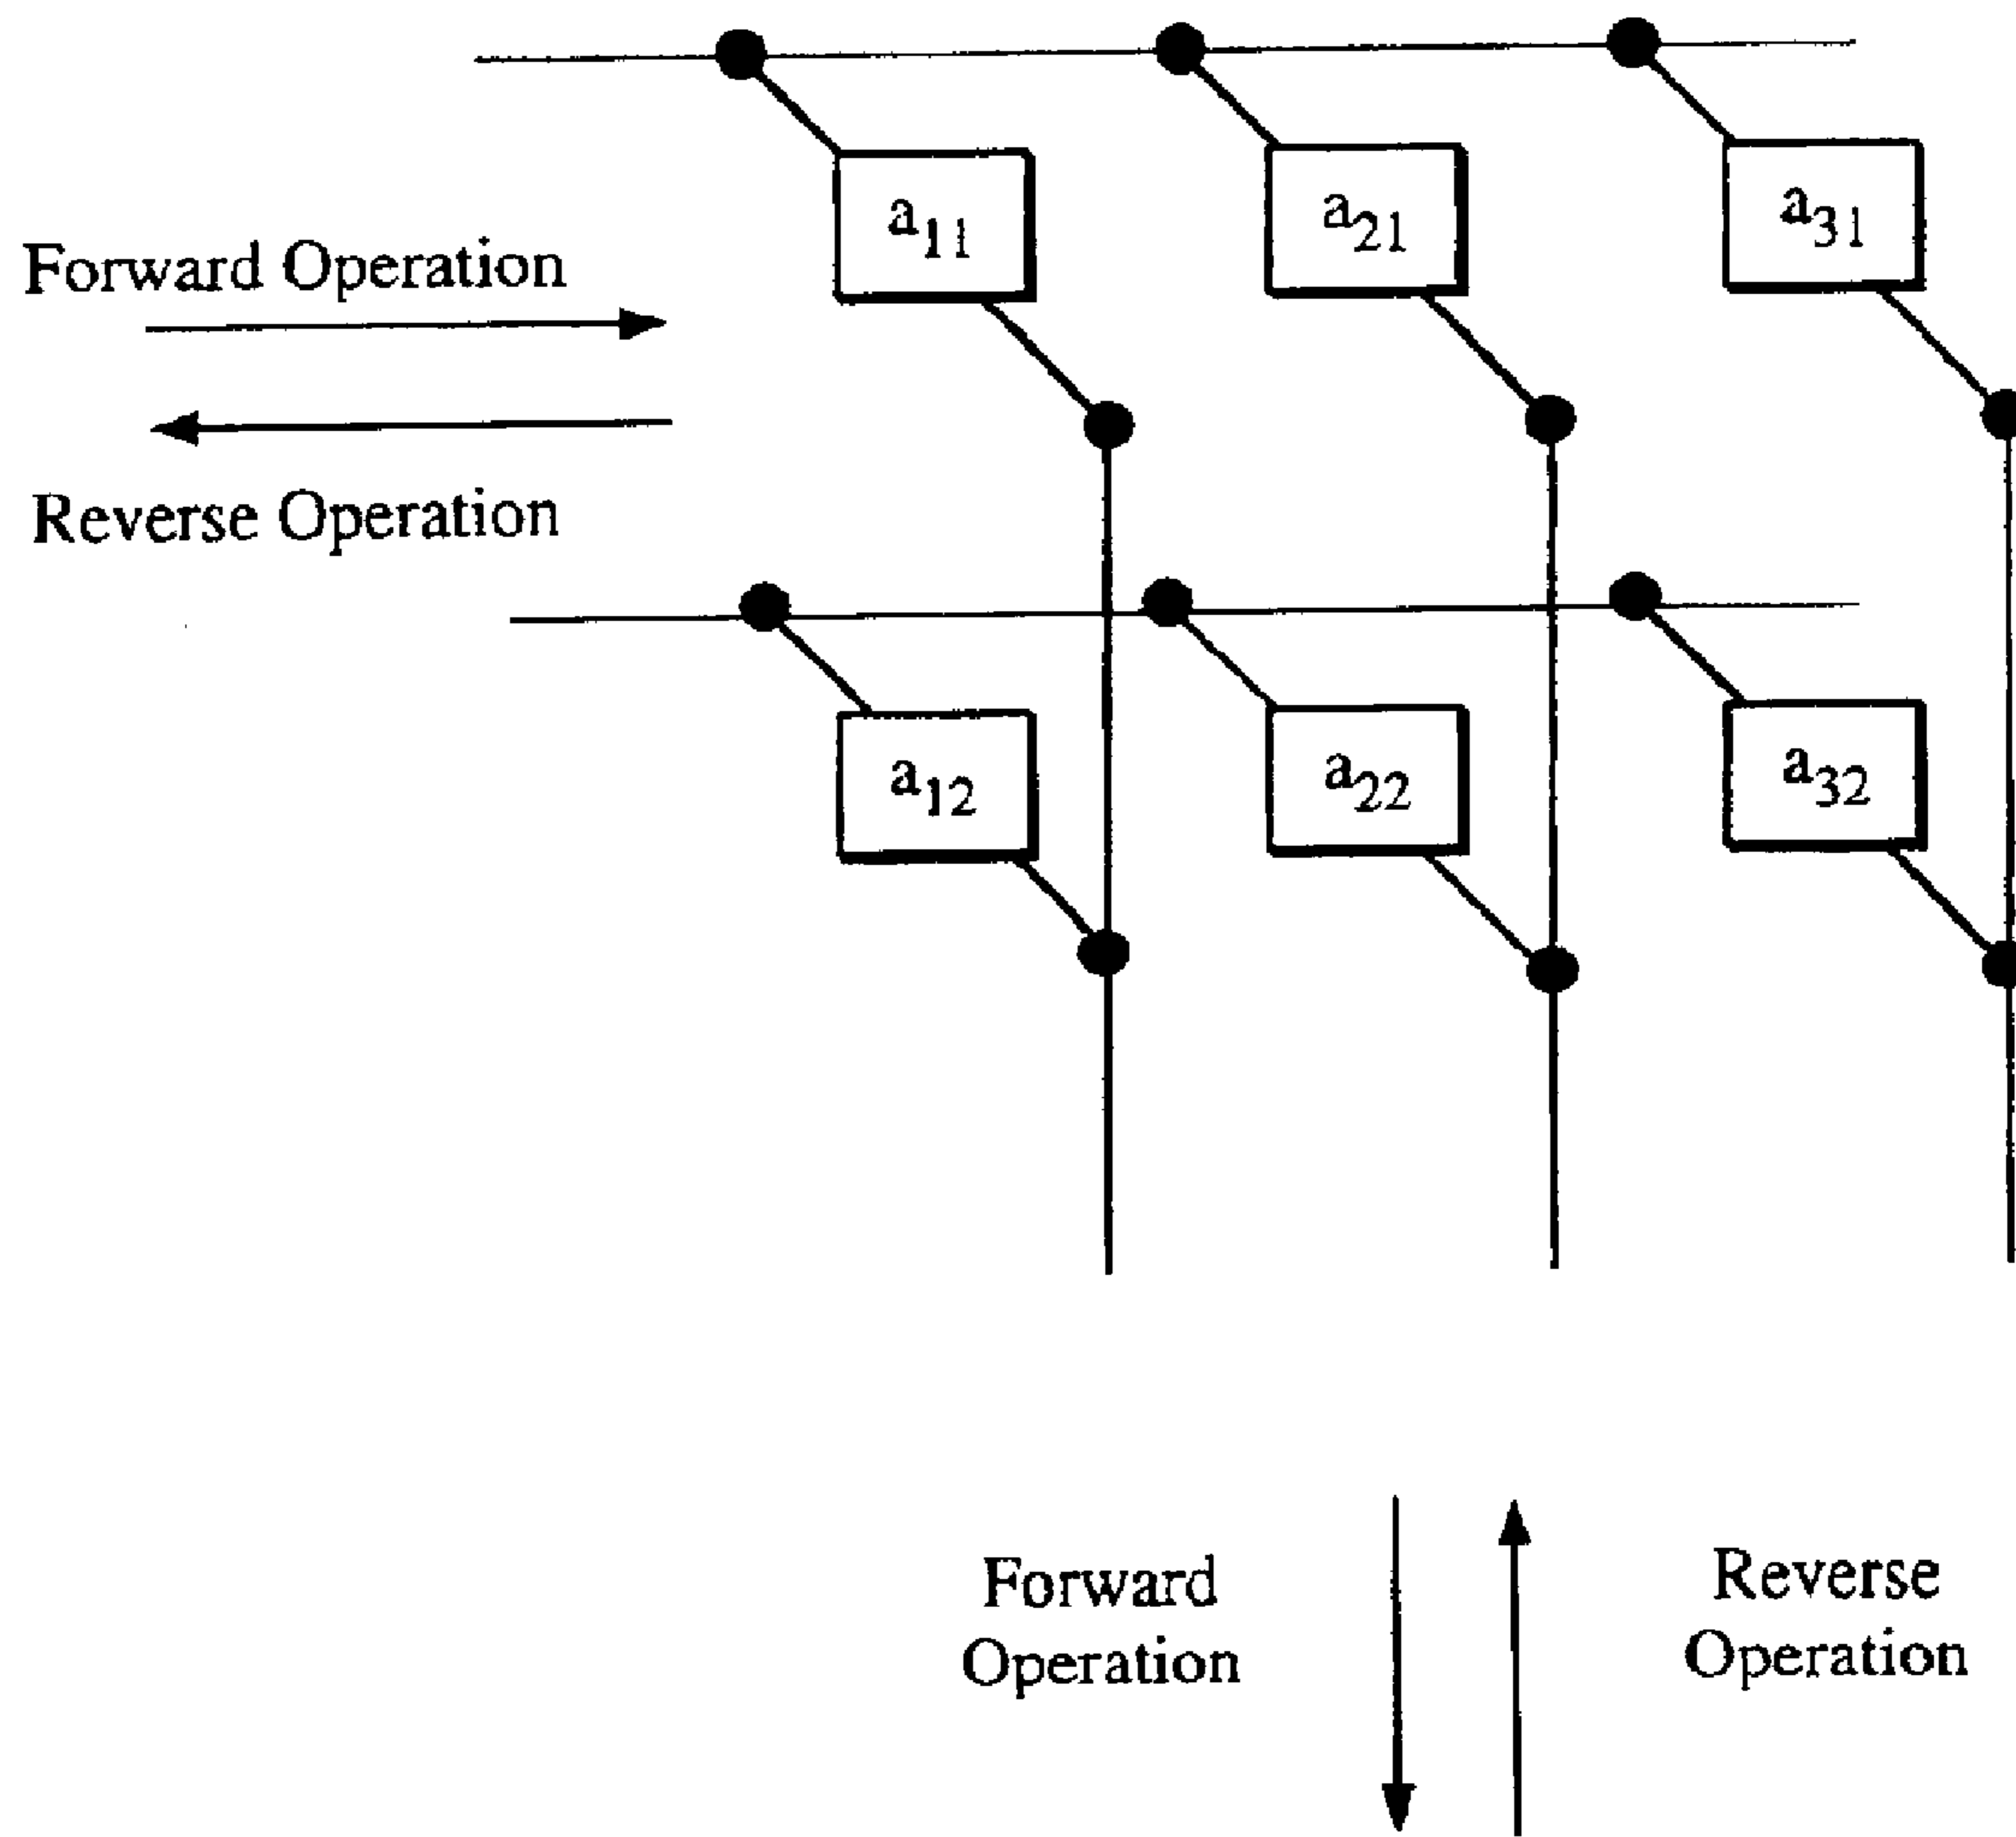 a11 a21 a31
Forward Operation
Reverse Operation
a12 a22 a32
Forward
Operation
Reverse
Operation